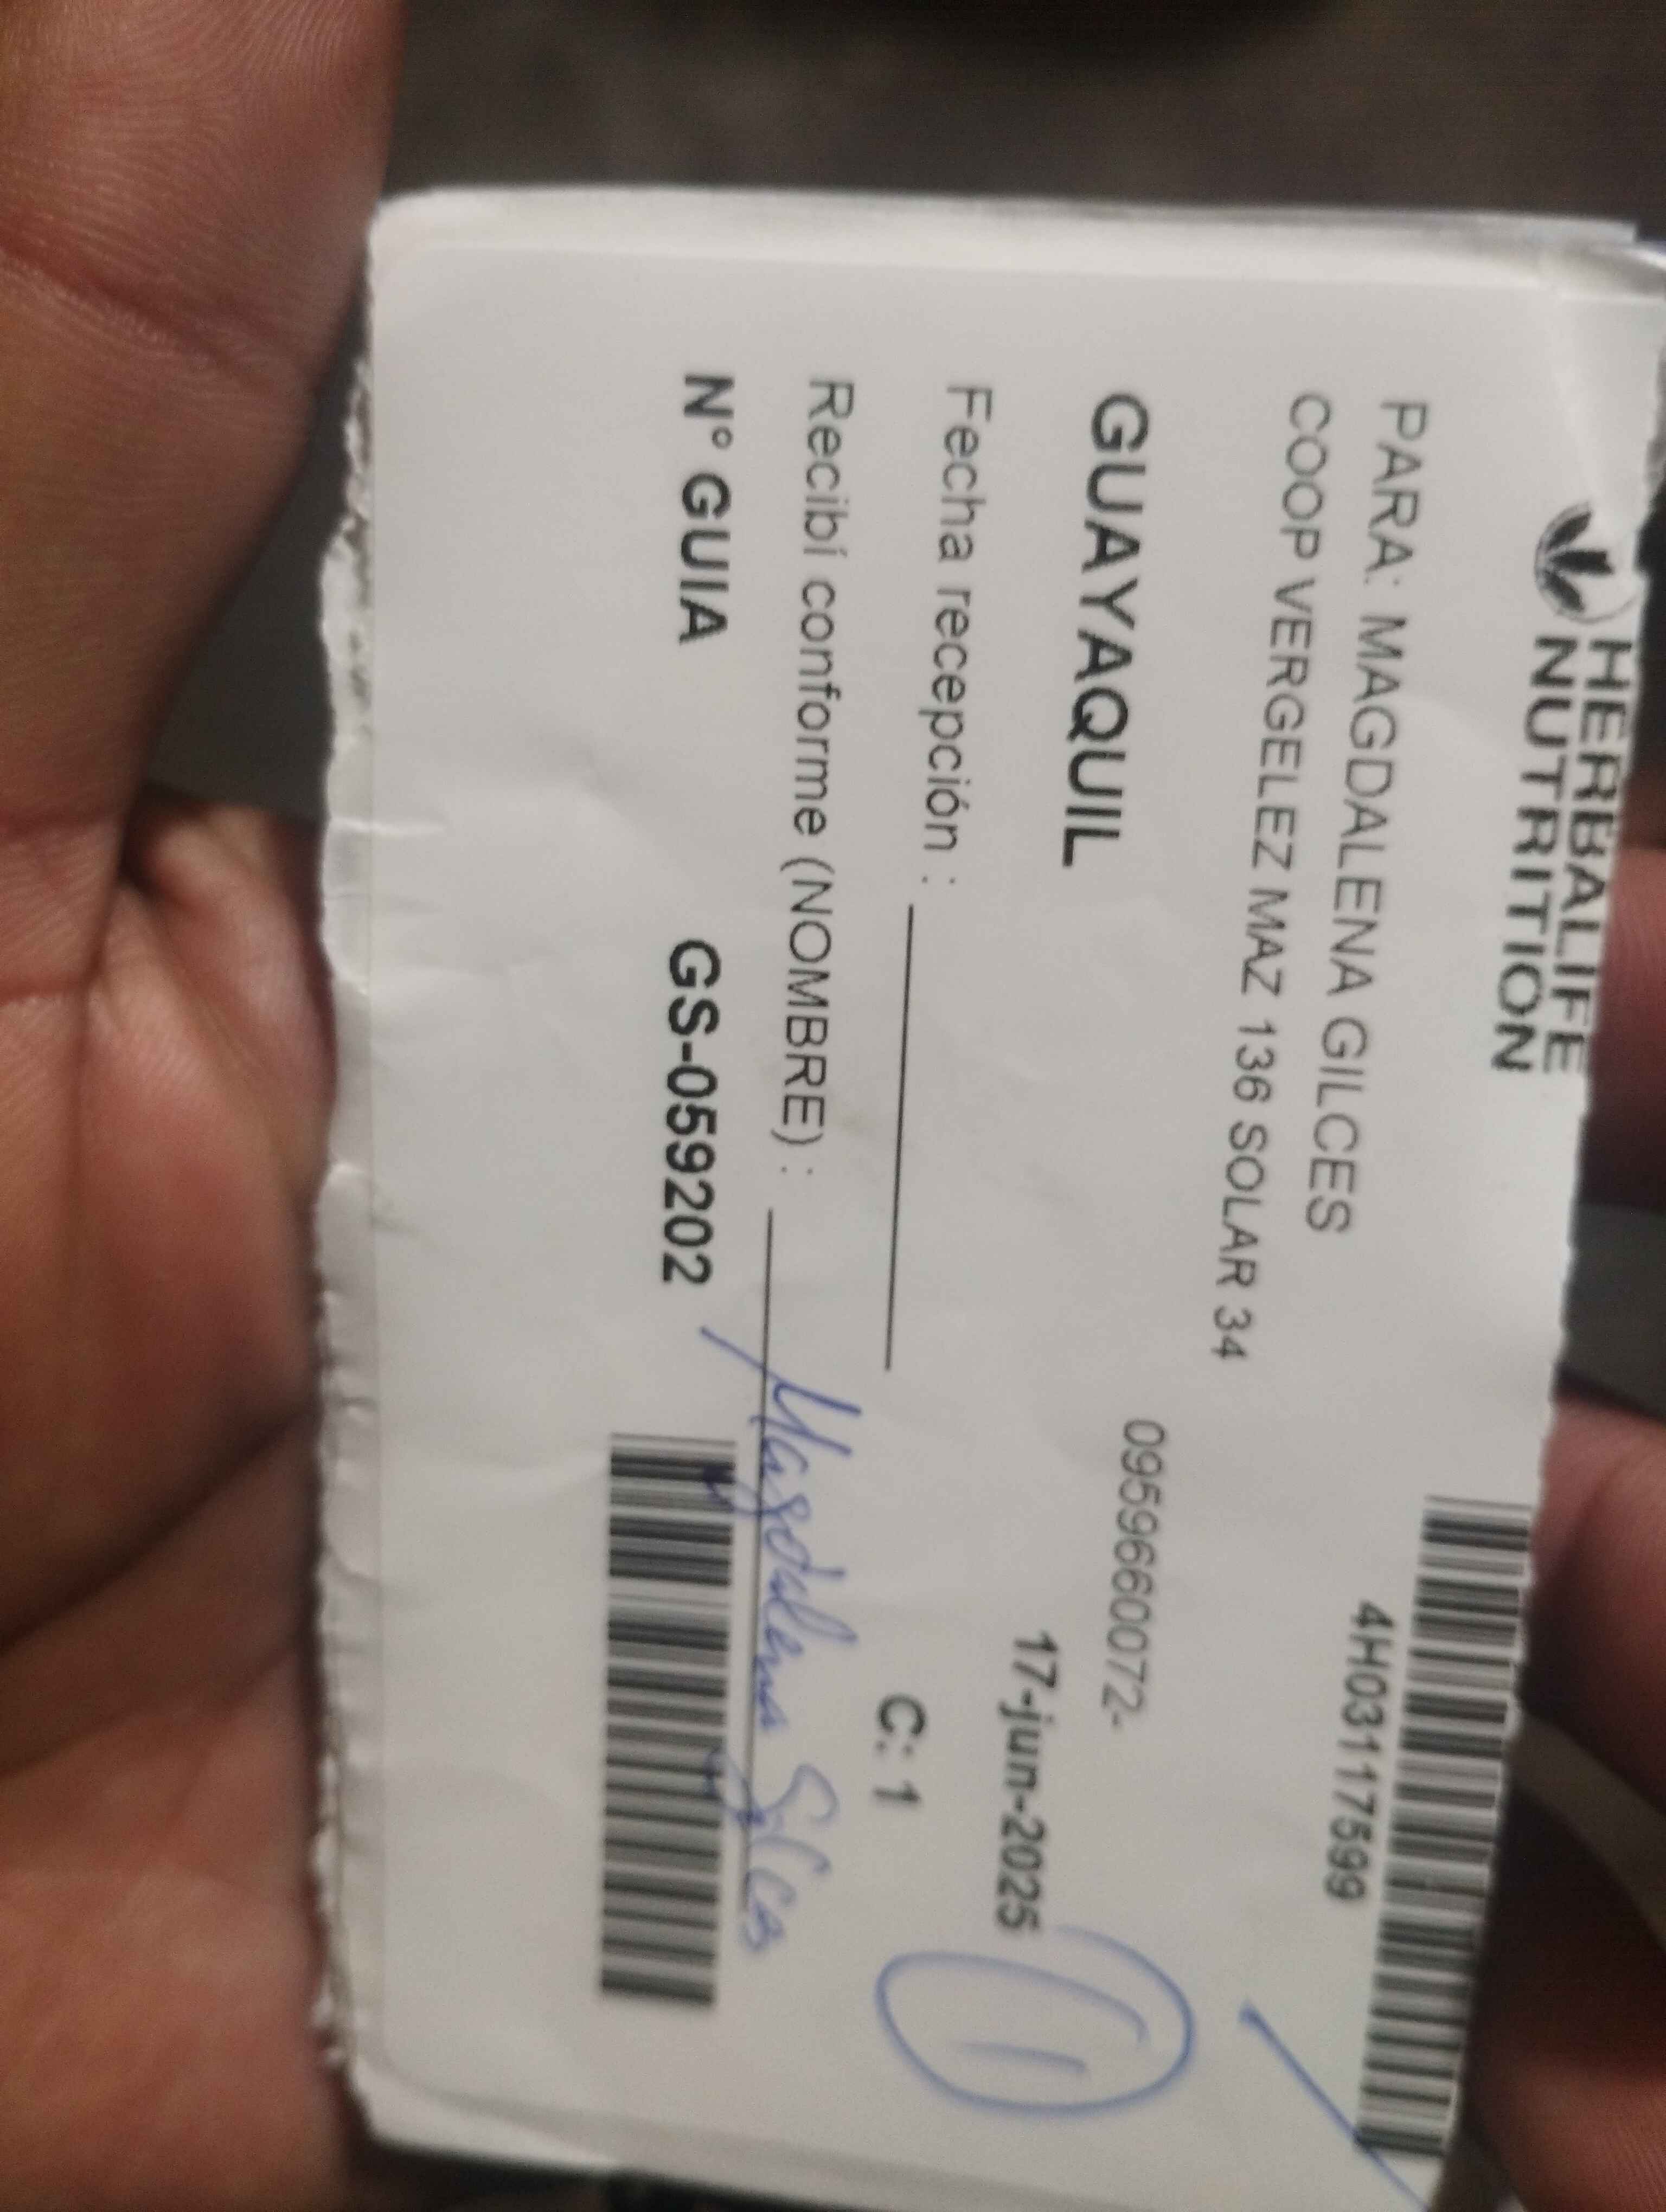 HERBALIFE
NUTRITION
4H031117599
PARA: MAGDALENA GILCES
COOP VERGELEZ MAZ 136 SOLAR 34
0959660072-
GUAYAQUIL
17-jun-2025
Fecha recepción :
C: 1
Recibí conforme (NOMBRE) : Magdalena Gilces
N° GUIA GS-059202